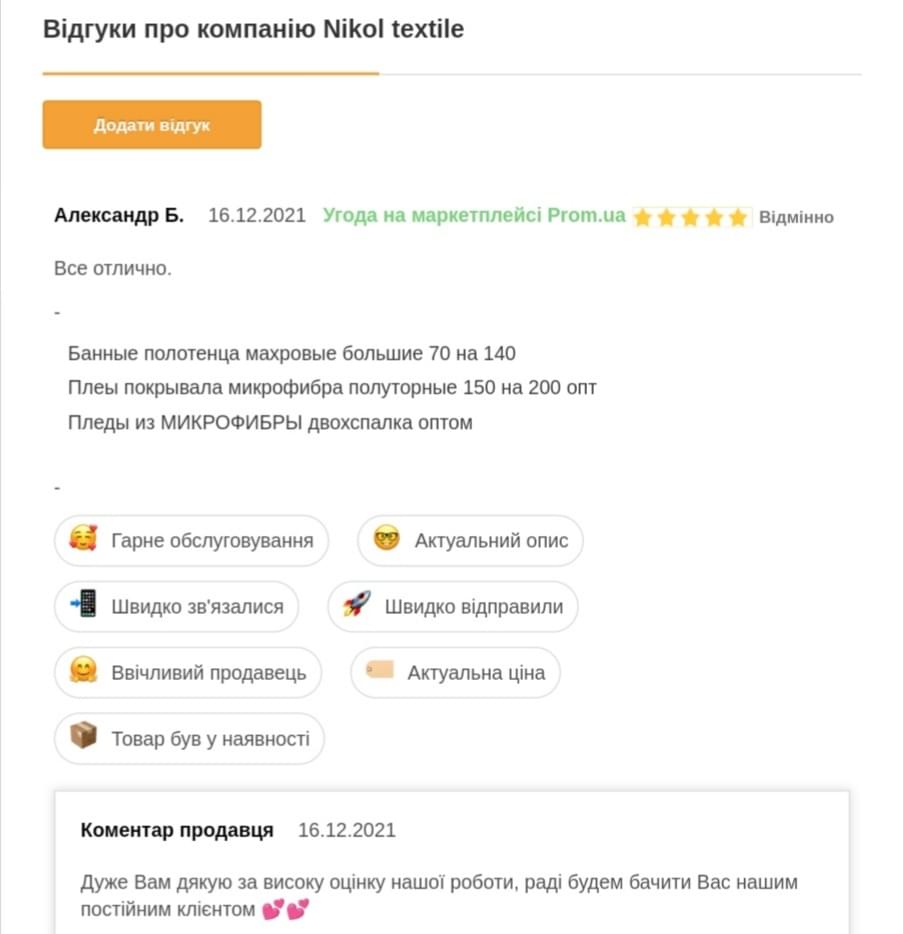 Відгуки про компанію Nikol textile
Додати відгук
Александр Б. 16.12.2021 Угода на маркетплейсі Prom.ua Відмінно
Все отлично.
-
Банные полотенца махровые большие 70 на 140
Плеы покрывала микрофибра полуторные 150 на 200 опт
Пледы из МИКРОФИБРЫ двохспалка оптом
-
Гарне обслуговування Актуальний опис
Швидко зв'язалися Швидко відправили
Ввічливий продавець Актуальна ціна
Товар був у наявності
Коментар продавця 16.12.2021
Дуже Вам дякую за високу оцінку нашої роботи, раді будем бачити Вас нашим
постійним клієнтом 💕💕